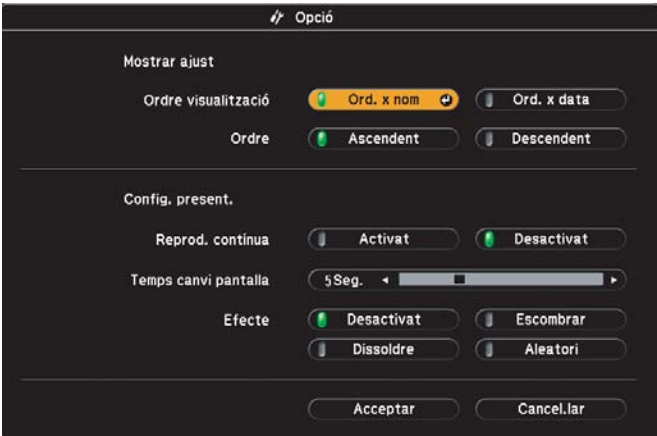 Opció
Mostrar ajust
Ordre visualització Ord. x nom Ord. x data
Ordre Ascendent Descendent
Config. present.
Reprod. contínua Activat Desactivat
Temps canvi pantalla 5Seg.
Efecte Desactivat Escombrar
Dissoldre Aleatori
Acceptar Cancel.lar